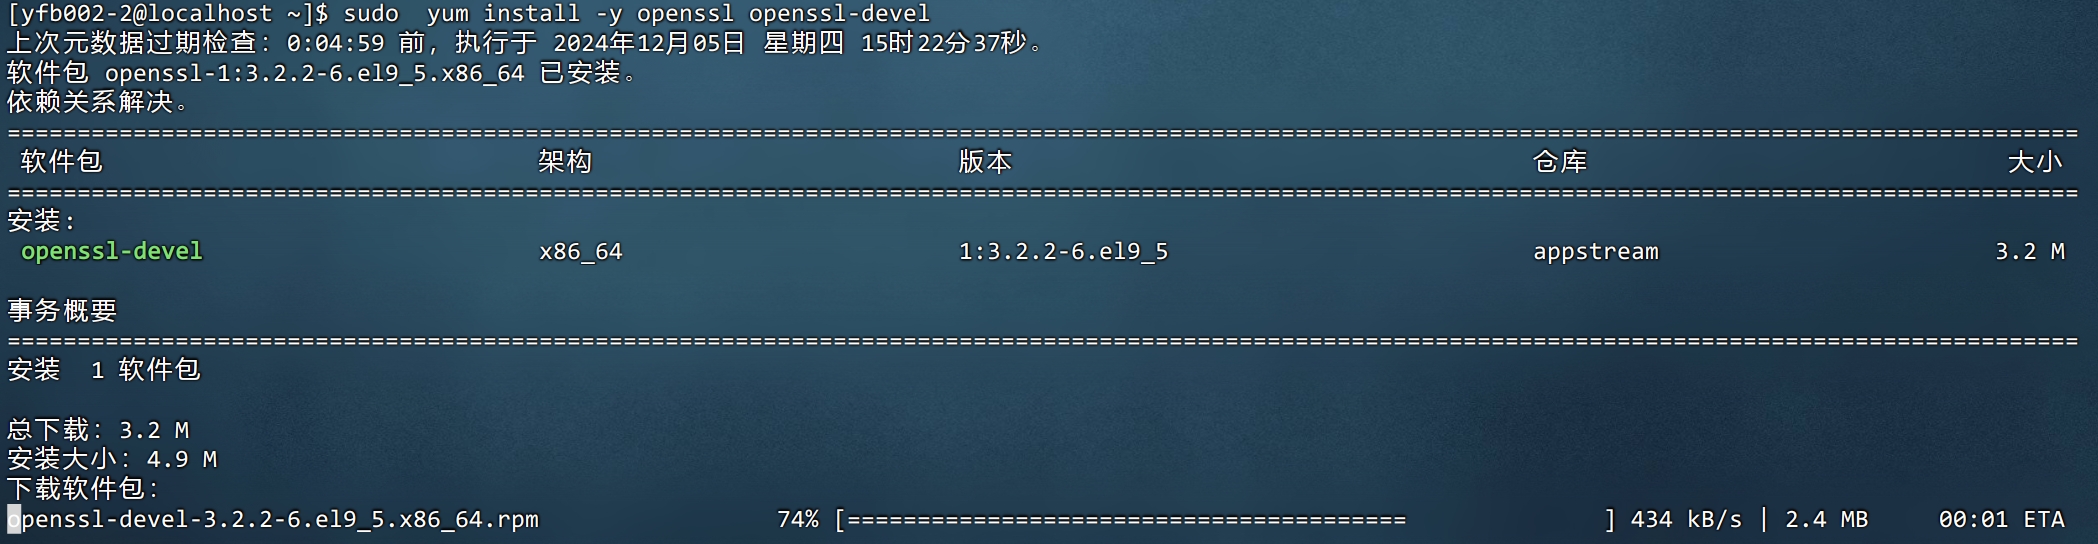 [yfb002-2@localhost ~]$ sudo  yum install -y openssl openssl-devel
上次元数据过期检查：0:04:59 前，执行于 2024年12月05日 星期四 15时22分37秒。
软件包 openssl-1:3.2.2-6.el9_5.x86_64 已安装。
依赖关系解决。
================================================================================
软件包 架构 版本 仓库 大小
================================================================================
安装:
openssl-devel x86_64 1:3.2.2-6.el9_5 appstream 3.2 M
事务概要
================================================================================
安装  1 软件包
总下载：3.2 M
安装大小：4.9 M
下载软件包：
openssl-devel-3.2.2-6.el9_5.x86_64.rpm 74% [======================================== ] 434 kB/s | 2.4 MB 00:01 ETA